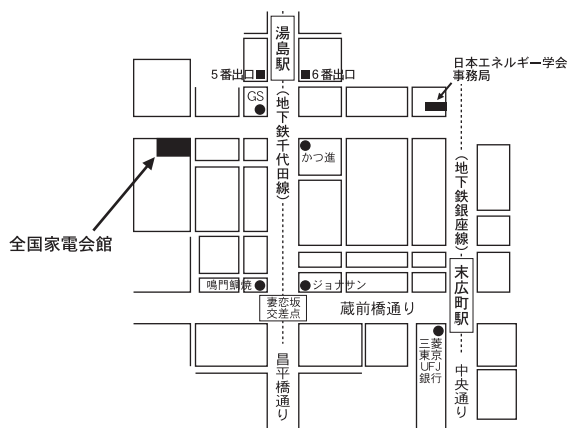 湯島駅
5番出口
6番出口
日本エネルギー学会
事務局
GS
(地下鉄千代田線)
かつ進
(地下鉄銀座線)
全国家電会館
鳴門鯛焼
ジョナサン
末広町駅
妻恋坂
交差点
蔵前橋通り
三菱
東京
UFJ
銀行
昌平橋通り
中央通り